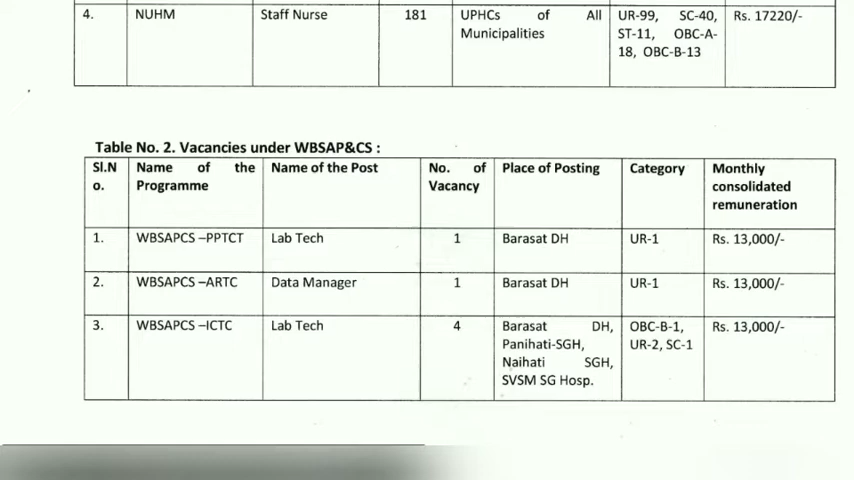 4. NUHM Staff Nurse 181 UPHCs of All Municipalities UR-99, SC-40, ST-11, OBC-A-18, OBC-B-13 Rs. 17220/-
Table No. 2. Vacancies under WBSAP&CS :
Sl.No. Name of the Programme Name of the Post No. of Vacancy Place of Posting Category Monthly consolidated remuneration
1. WBSAPCS –PPTCT Lab Tech 1 Barasat DH UR-1 Rs. 13,000/-
2. WBSAPCS –ARTC Data Manager 1 Barasat DH UR-1 Rs. 13,000/-
3. WBSAPCS –ICTC Lab Tech 4 Barasat DH, Panihati-SGH, Naihati SGH, SVSM SG Hosp. OBC-B-1, UR-2, SC-1 Rs. 13,000/-